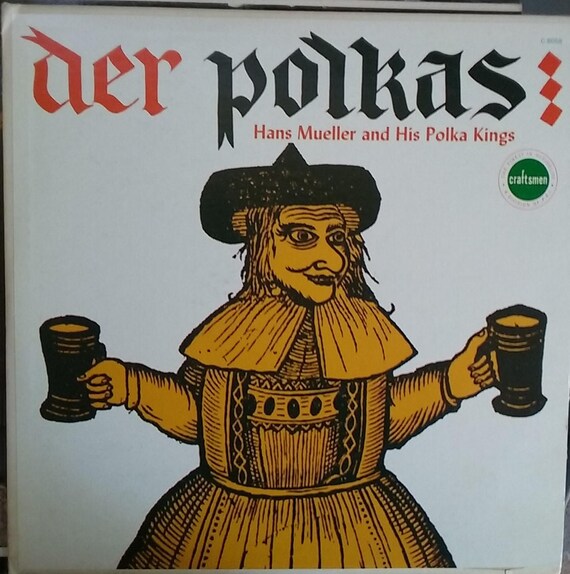 der polkas:
Hans Mueller and His Polka Kings
craftsmen